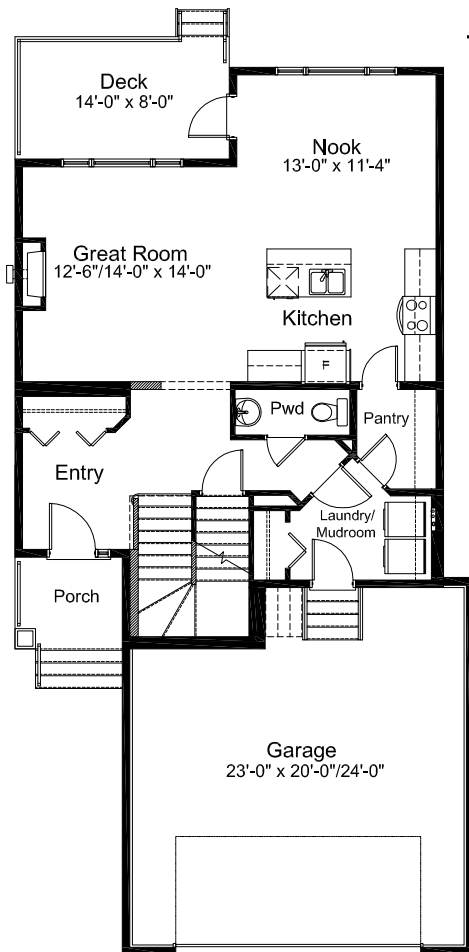 Deck
14'-0" x 8'-0"
Nook
13'-0" x 11'-4"
Great Room
12'-6"/14'-0" x 14'-0"
Kitchen
F
Pwd
Pantry
Entry
Laundry/
Mudroom
Porch
Garage
23'-0" x 20'-0"/24'-0"